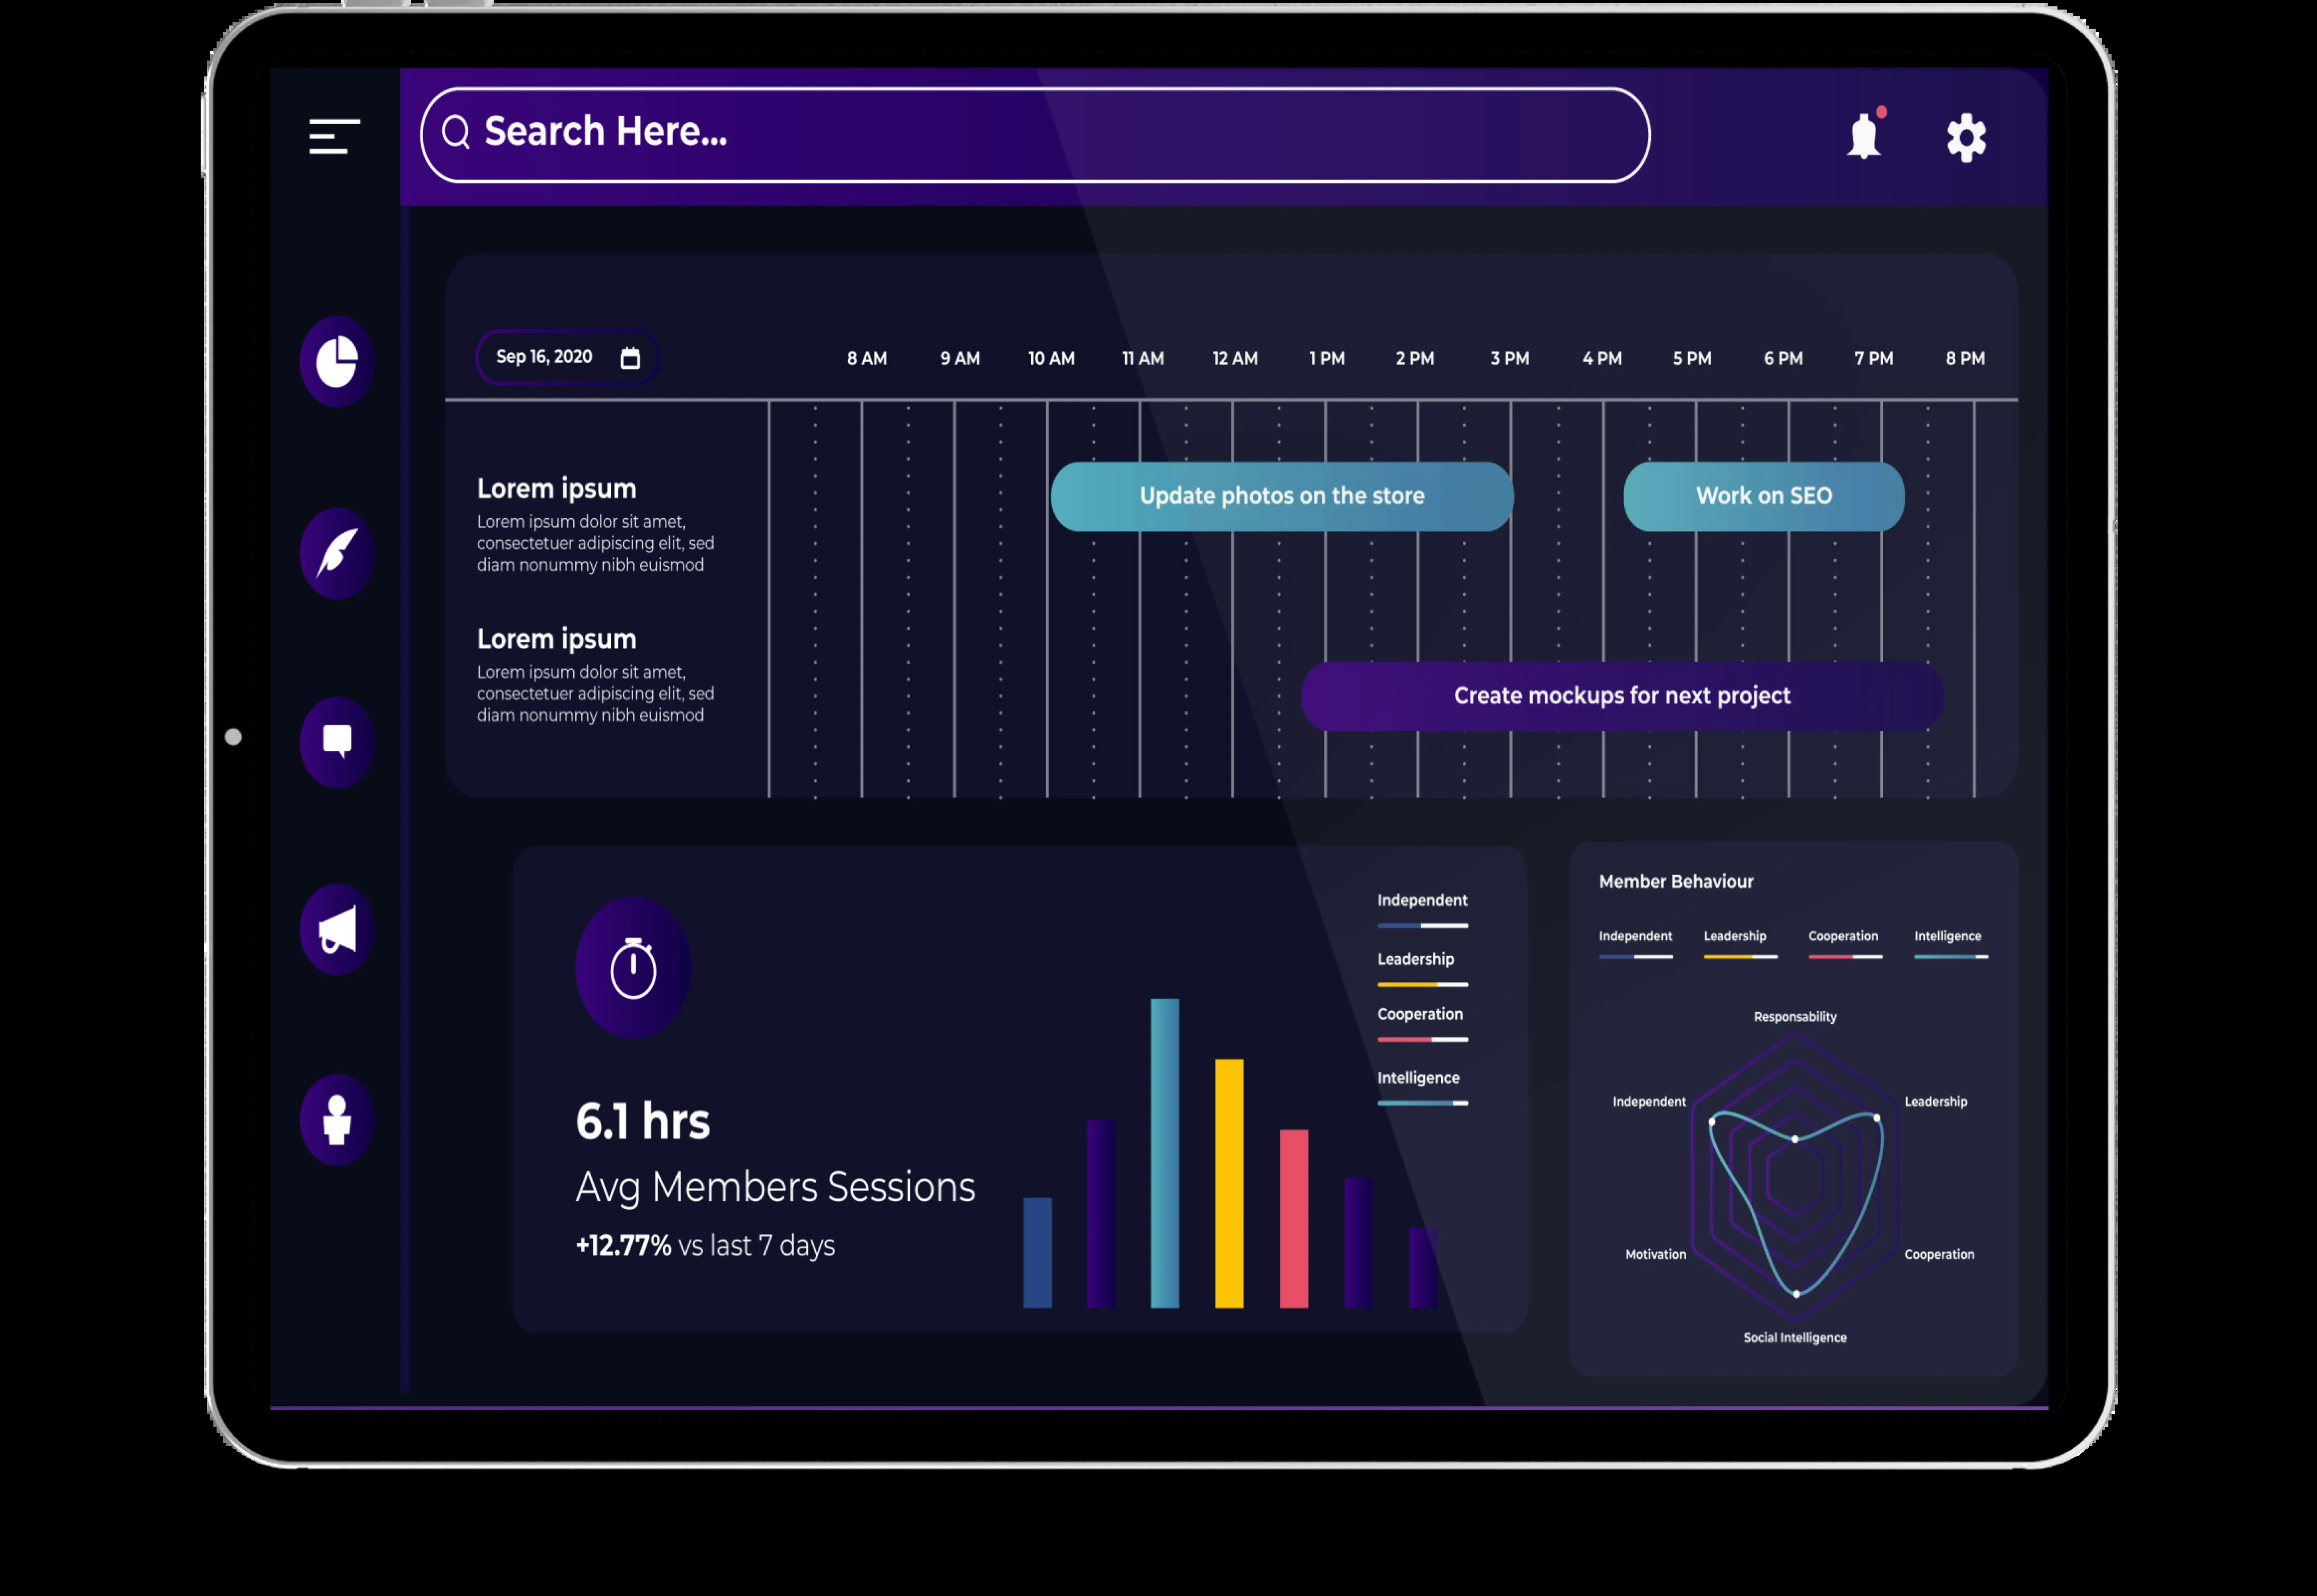 Search Here...
Sep 16, 2020
8 AM 9 AM 10 AM 11 AM 12 AM 1 PM 2 PM 3 PM 4 PM 5 PM 6 PM 7 PM 8 PM
Lorem ipsum
Lorem ipsum dolor sit amet,
consectetuer adipiscing elit, sed
diam nonummy nibh euismod
Update photos on the store
Work on SEO
Lorem ipsum
Lorem ipsum dolor sit amet,
consectetuer adipiscing elit, sed
diam nonummy nibh euismod
Create mockups for next project
6.1 hrs
Avg Members Sessions
+12.77% vs last 7 days
Independent
Leadership
Cooperation
Intelligence
Member Behaviour
Independent Leadership Cooperation Intelligence
Responsability
Independent
Leadership
Motivation
Cooperation
Social Intelligence